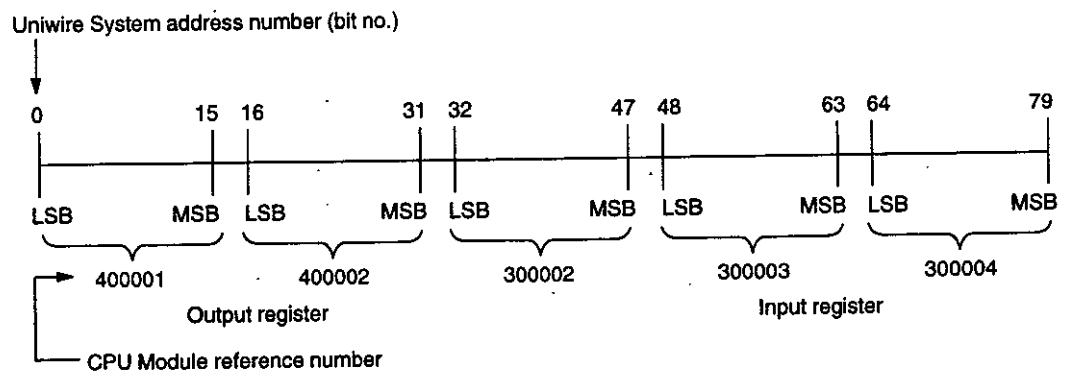 Uniwire System address number (bit no.)
0 15 16 31 32 47 48 63 64 79
LSB MSB LSB MSB LSB MSB LSB MSB LSB MSB
400001 400002 300002 300003 300004
Output register Input register
CPU Module reference number